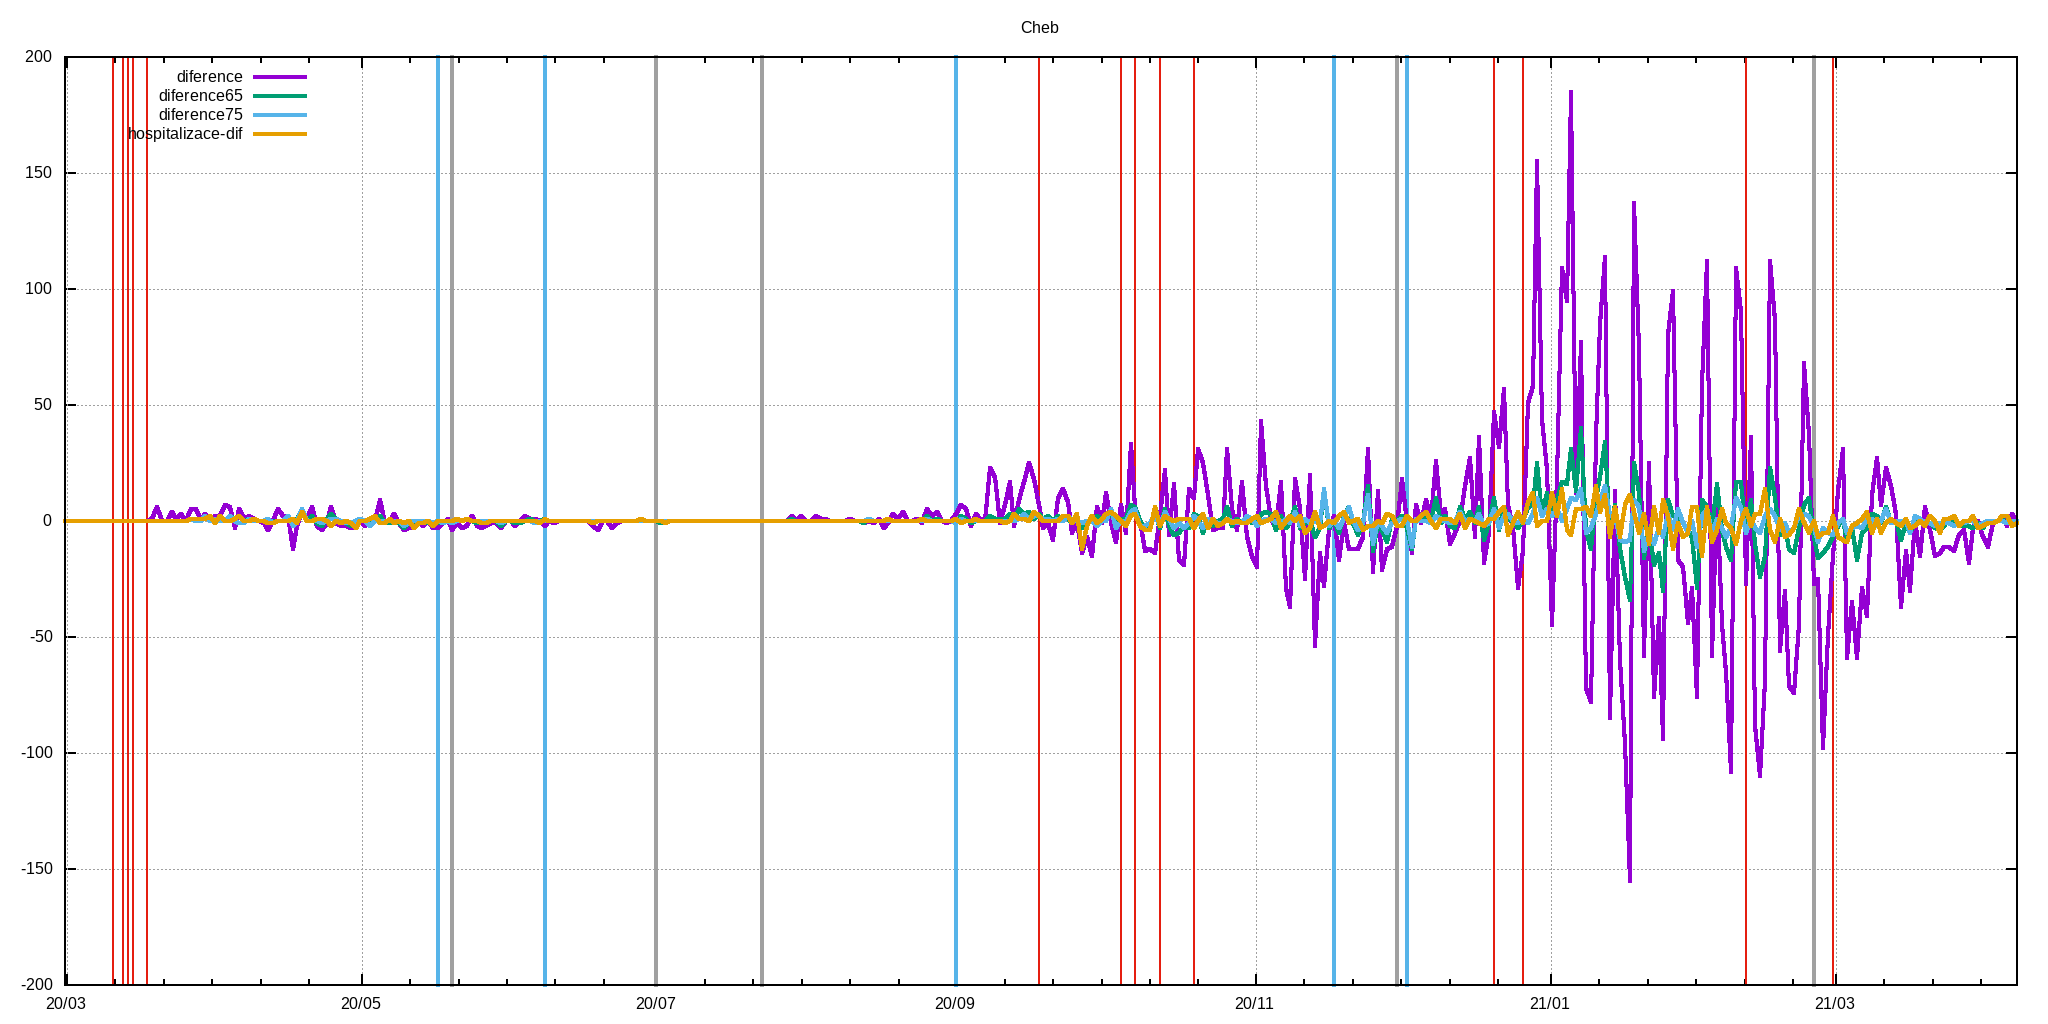 Cheb
diference
diference65
diference75
hospitalizace-dif
200
150
100
50
0
-50
-100
-150
-200
20/03 20/05 20/07 20/09 20/11 21/01 21/03